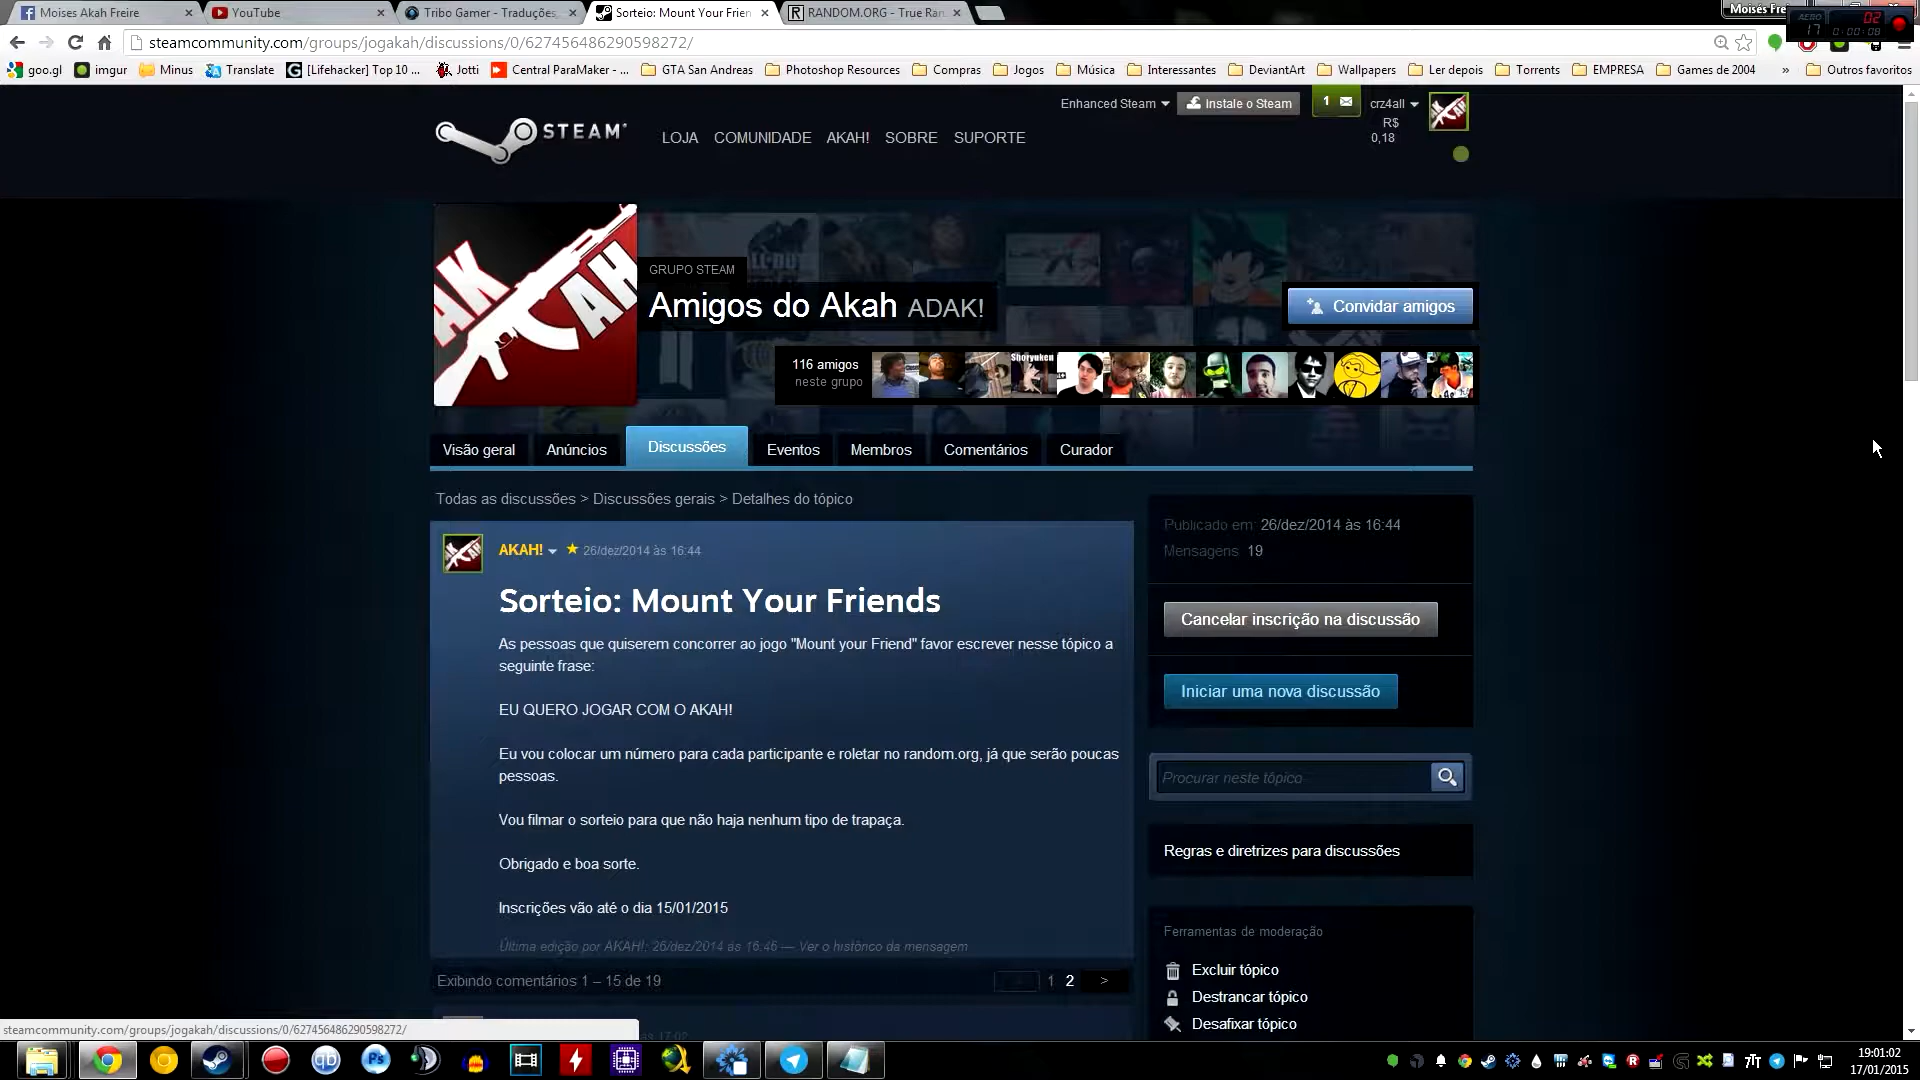 Moises Akah Freire
YouTube
Tribo Gamer - Traduções,
Sorteio: Mount Your Frien
RANDOM.ORG - True Ran
steamcommunity.com/groups/jogakah/discussions/0/627456486290598272/
goo.gl
imgur
Minus
Translate
[Lifehacker] Top 10 ...
Jotti
Central ParaMaker - ...
GTA San Andreas
Photoshop Resources
Compras
Jogos
Música
Interessantes
DeviantArt
Wallpapers
Ler depois
Torrents
EMPRESA
Games de 2004
»
Outros favoritos
Enhanced Steam
Instale o Steam
1
crz4all
R$
0,18
STEAM
LOJA
COMUNIDADE
AKAH!
SOBRE
SUPORTE
AK
CAH
GRUPO STEAM
Amigos do Akah ADAK!
Convidar amigos
116 amigos
neste grupo
Shoryuken
Visão geral
Anúncios
Discussões
Eventos
Membros
Comentários
Curador
Todas as discussões > Discussões gerais > Detalhes do tópico
AKAH! 26/dez/2014 às 16:44
Sorteio: Mount Your Friends
As pessoas que quiserem concorrer ao jogo "Mount your Friend" favor escrever nesse tópico a
seguinte frase:
EU QUERO JOGAR COM O AKAH!
Eu vou colocar um número para cada participante e roletar no random.org, já que serão poucas
pessoas.
Vou filmar o sorteio para que não haja nenhum tipo de trapaça.
Obrigado e boa sorte.
Inscrições vão até o dia 15/01/2015
Última edição por AKAH!; 26/dez/2014 às 16:46 — Ver o histórico da mensagem
Exibindo comentários 1 – 15 de 19
1 2 >
Publicado em: 26/dez/2014 às 16:44
Mensagens: 19
Cancelar inscrição na discussão
Iniciar uma nova discussão
Procurar neste tópico
Regras e diretrizes para discussões
Ferramentas de moderação
Excluir tópico
Destrancar tópico
Desafixar tópico
steamcommunity.com/groups/jogakah/discussions/0/627456486290598272/
19:01:02
17/01/2015